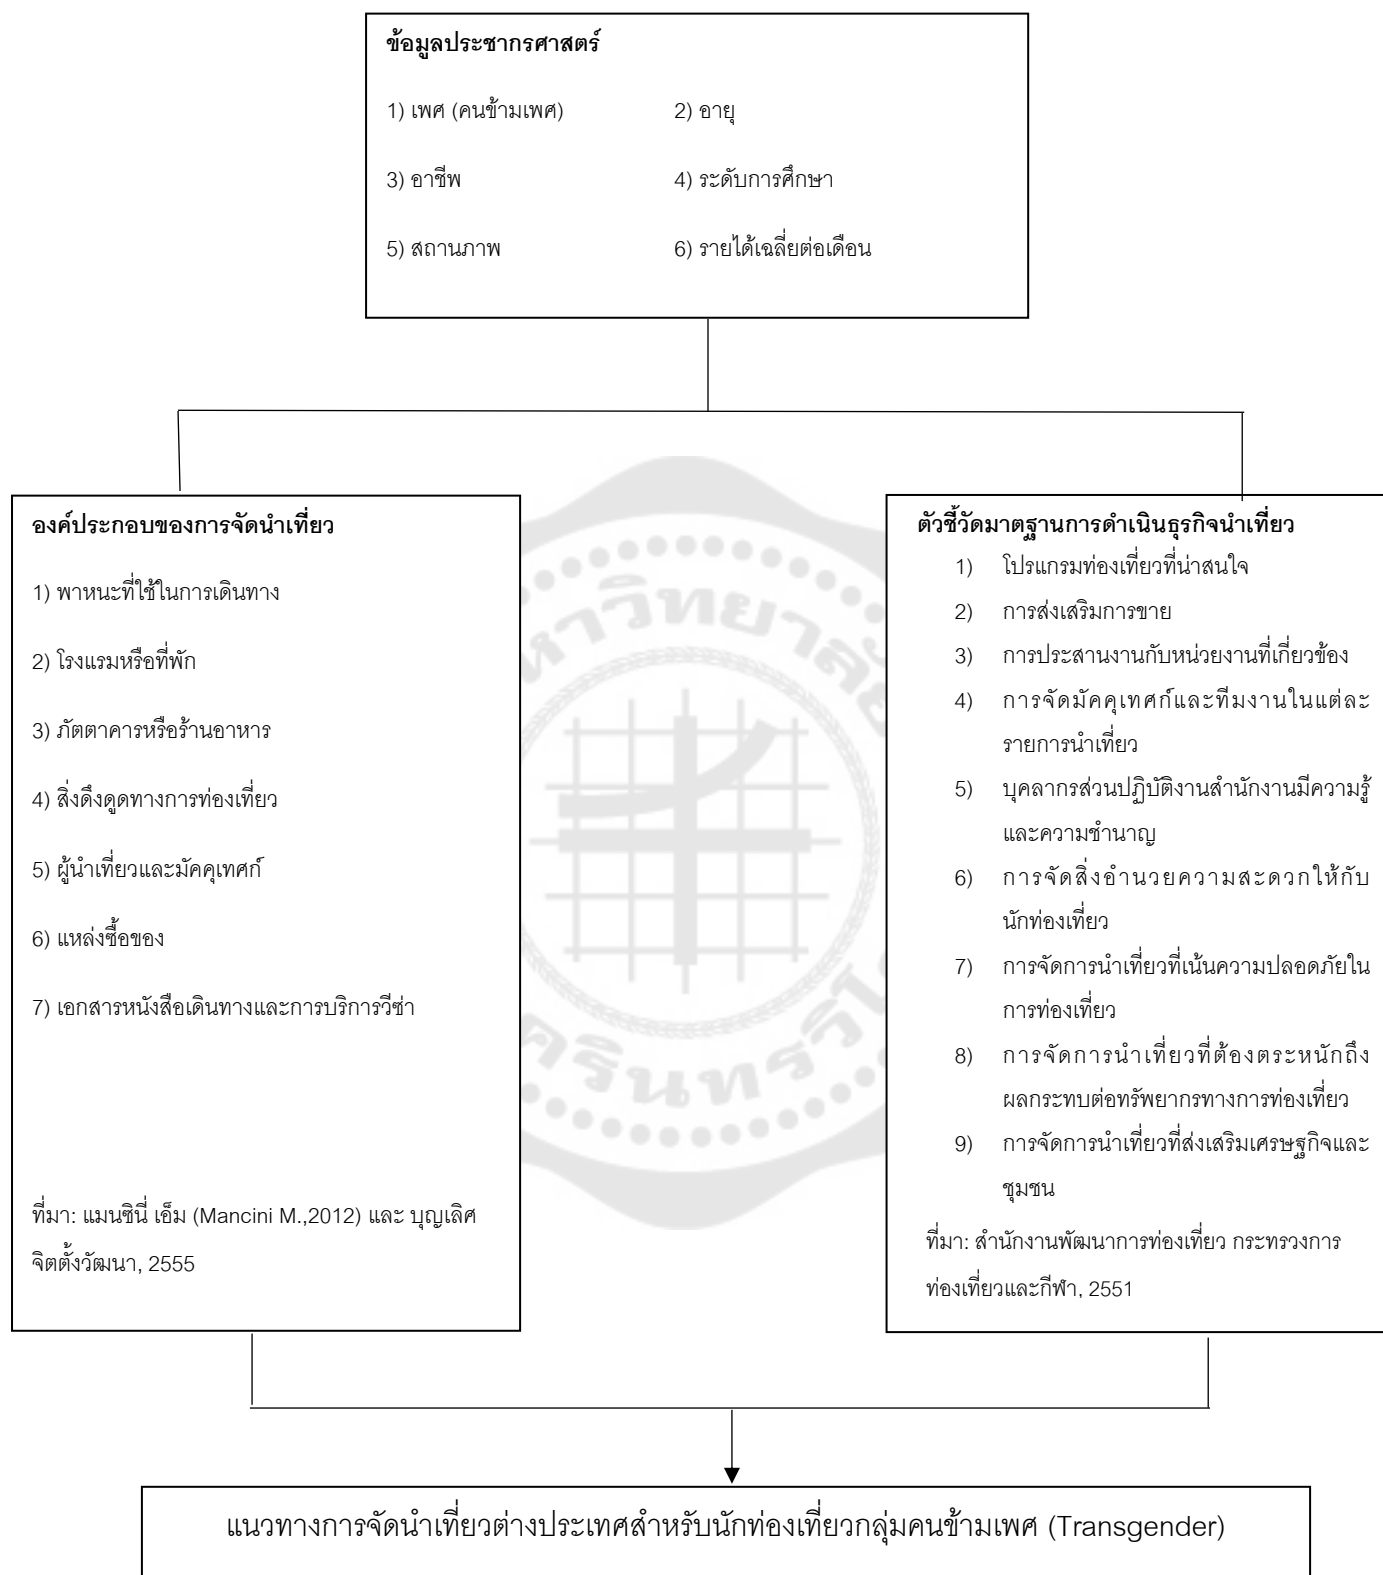 ข้อมูลประชากรศาสตร์
1) เพศ (คนข้ามเพศ) 2) อายุ
3) อาชีพ 4) ระดับการศึกษา
5) สถานภาพ 6) รายได้เฉลี่ยต่อเดือน
องค์ประกอบของการจัดนำเที่ยว
1) พาหนะที่ใช้ในการเดินทาง
2) โรงแรมหรือที่พัก
3) ภัตตาคารหรือร้านอาหาร
4) สิ่งดึงดูดทางการท่องเที่ยว
5) ผู้นำเที่ยวและมัคคุเทศก์
6) แหล่งซื้อของ
7) เอกสารหนังสือเดินทางและการบริการวีซ่า
ที่มา: แมนซินี่ เอ็ม (Mancini M.,2012) และ บุญเลิศ
จิตตั้งวัฒนา, 2555
ตัวชี้วัดมาตฐานการดำเนินธุรกิจนำเที่ยว
1) โปรแกรมท่องเที่ยวที่น่าสนใจ
2) การส่งเสริมการขาย
3) การประสานงานกับหน่วยงานที่เกี่ยวข้อง
4) การจัดมัคคุเทศก์และทีมงานในแต่ละ
รายการนำเที่ยว
5) บุคลากรส่วนปฏิบัติงานสำนักงานมีความรู้
และความชำนาญ
6) การจัดสิ่งอำนวยความสะดวกให้กับ
นักท่องเที่ยว
7) การจัดการนำเที่ยวที่เน้นความปลอดภัยใน
การท่องเที่ยว
8) การจัดการนำเที่ยวที่ต้องตระหนักถึง
ผลกระทบต่อทรัพยากรทางการท่องเที่ยว
9) การจัดการนำเที่ยวที่ส่งเสริมเศรษฐกิจและ
ชุมชน
ที่มา: สำนักงานพัฒนาการท่องเที่ยว กระทรวงการ
ท่องเที่ยวและกีฬา, 2551
แนวทางการจัดนำเที่ยวต่างประเทศสำหรับนักท่องเที่ยวกลุ่มคนข้ามเพศ (Transgender)